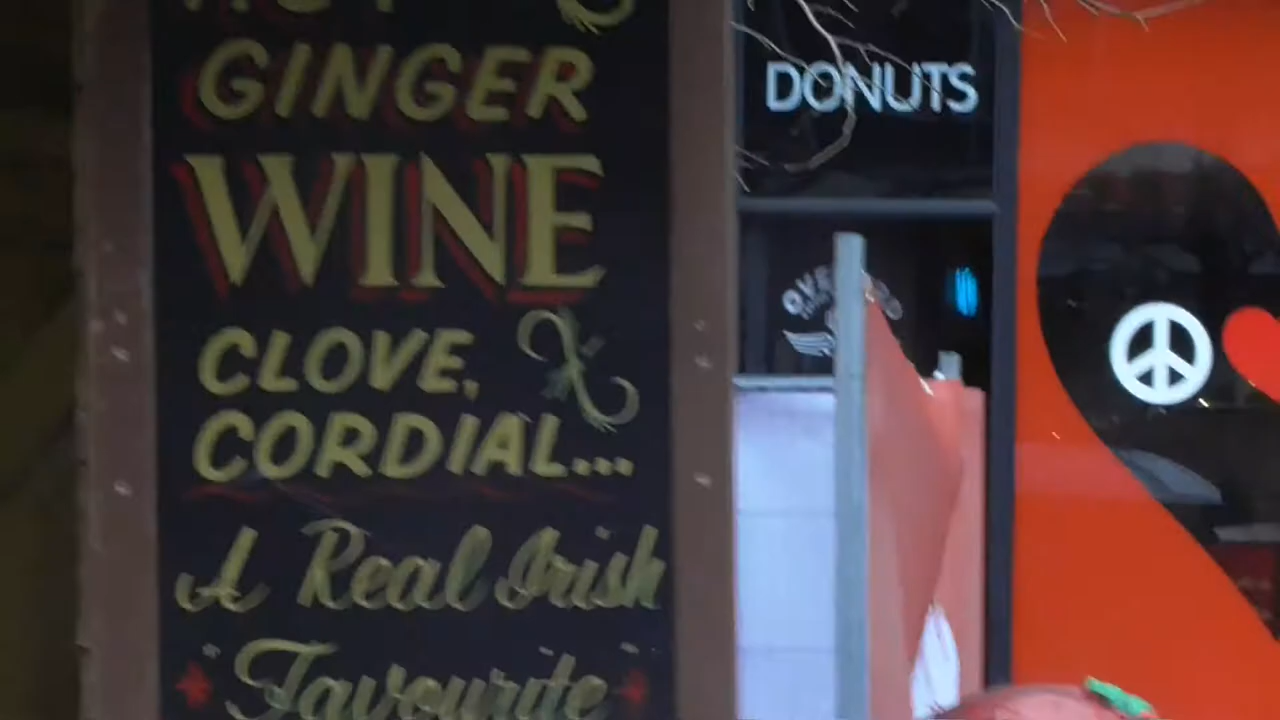 GINGER
WINE
CLOVE,
CORDIAL...
A Real Irish
"Favourite"
DONUTS